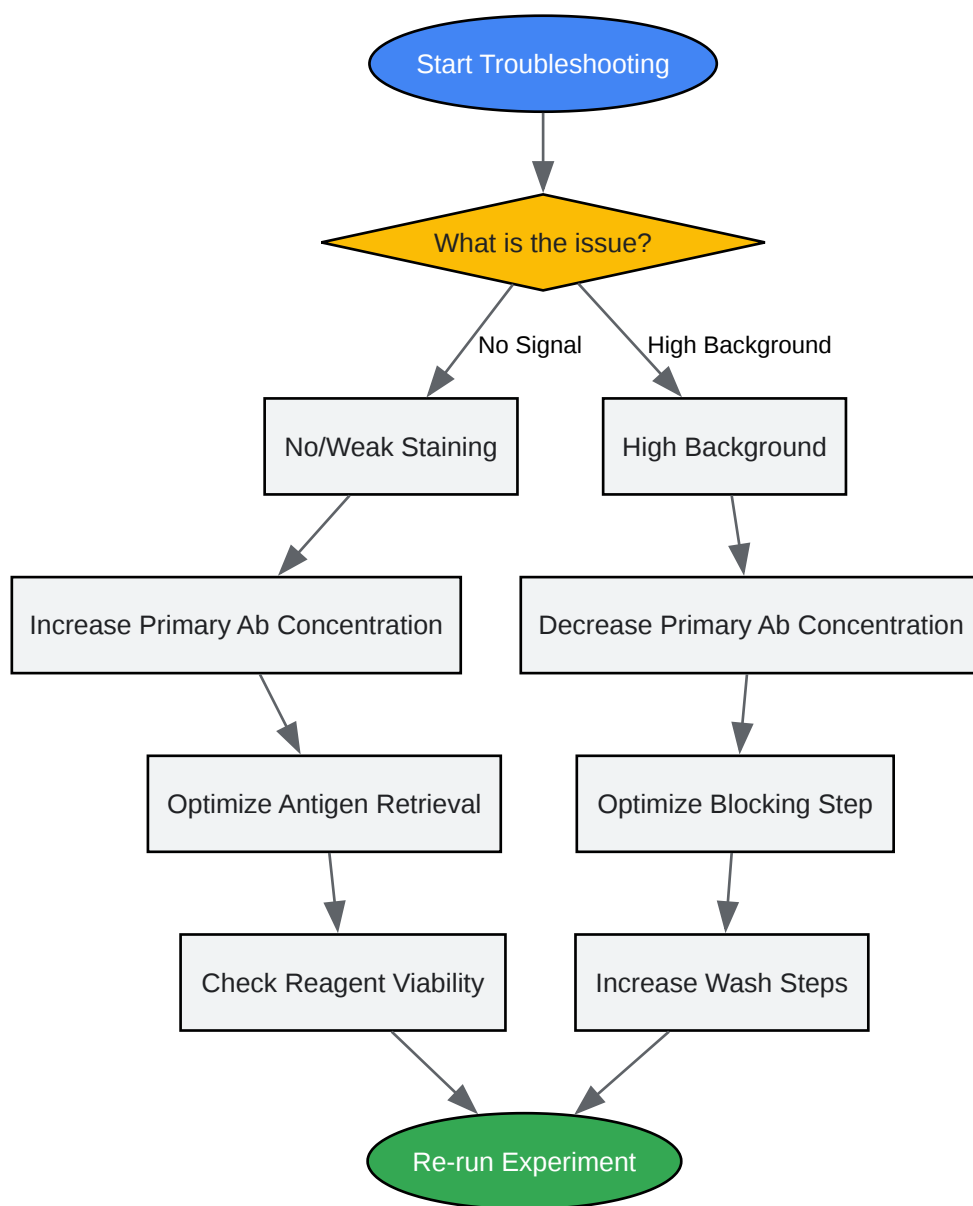 Start Troubleshooting
What is the issue?
No Signal
High Background
No/Weak Staining
High Background
Increase Primary Ab Concentration
Decrease Primary Ab Concentration
Optimize Antigen Retrieval
Optimize Blocking Step
Check Reagent Viability
Increase Wash Steps
Re-run Experiment